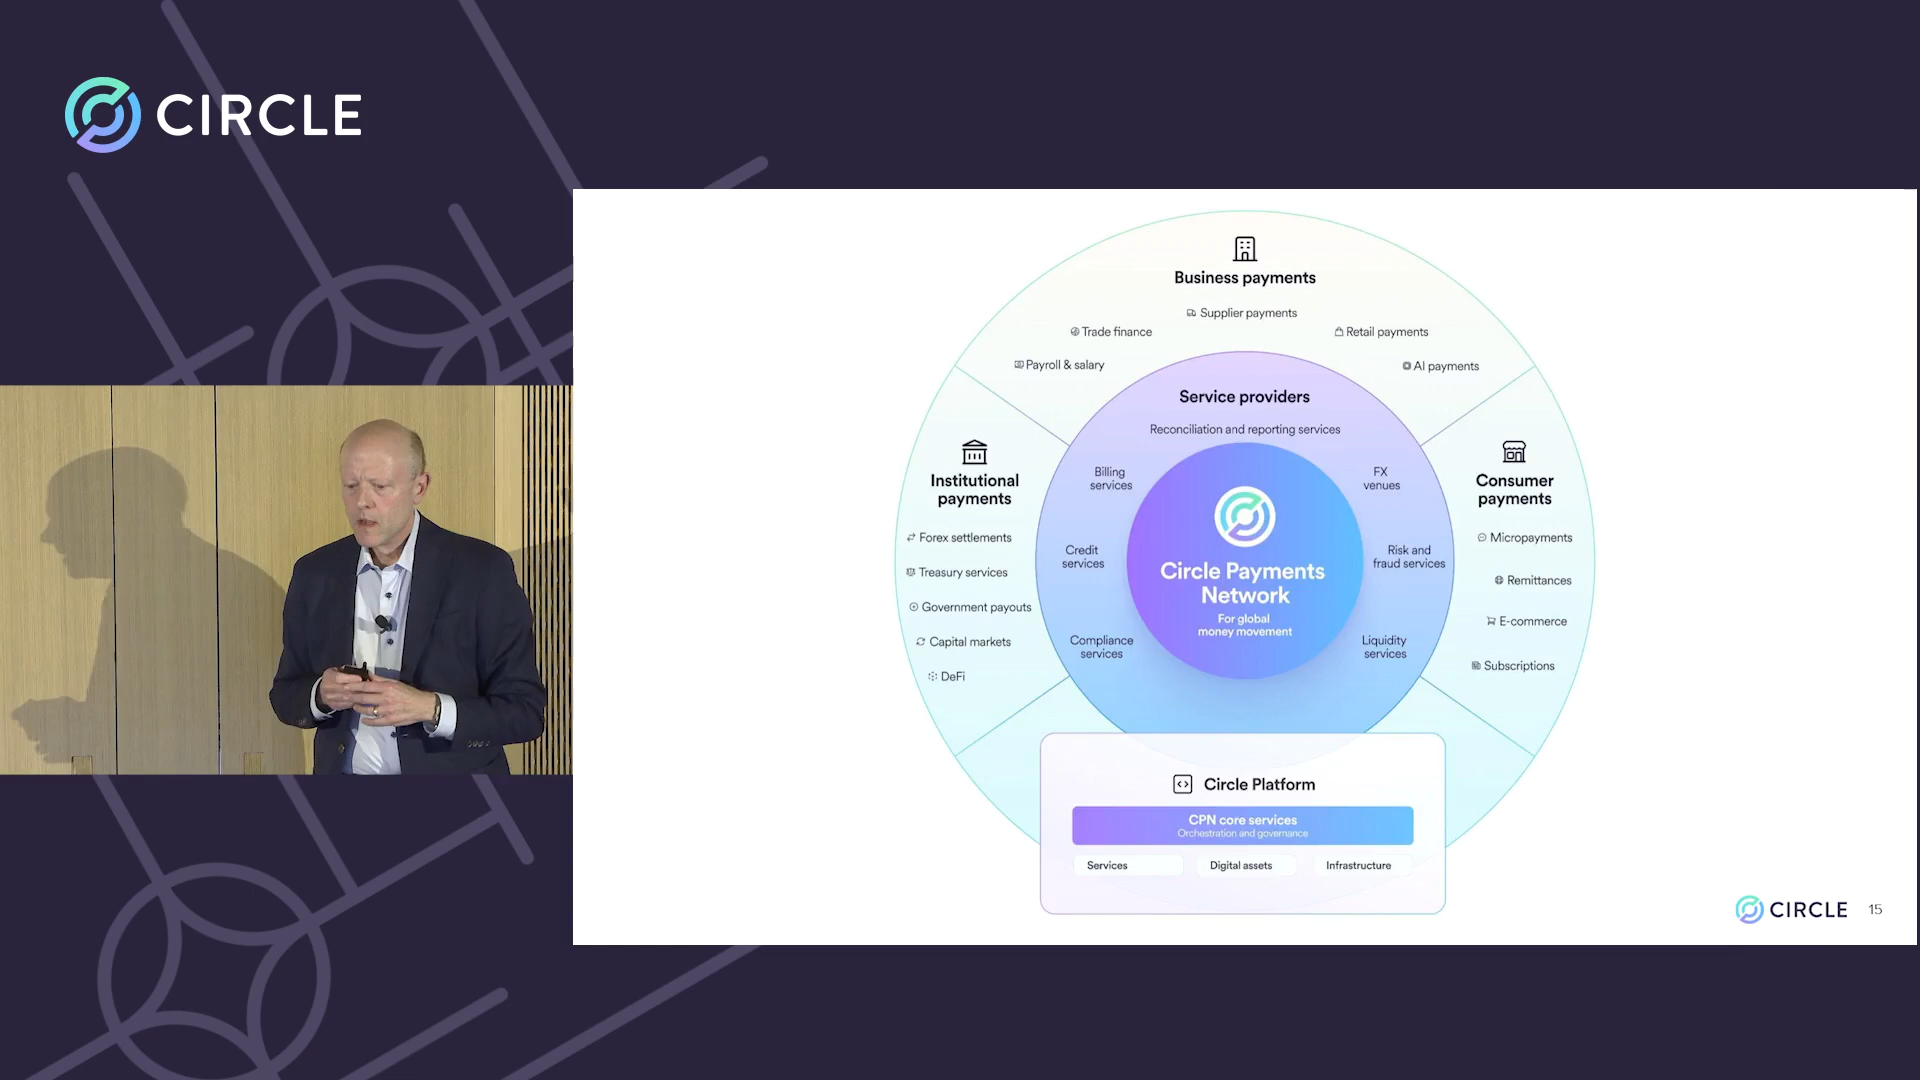 CIRCLE
Business payments
Supplier payments
Trade finance
Retail payments
Payroll & salary
AI payments
Service providers
Reconciliation and reporting services
Billing
services
FX
venues
Credit
services
Risk and
fraud services
Compliance
services
Liquidity
services
Institutional
payments
Forex settlements
Treasury services
Government payouts
Capital markets
DeFi
Circle Payments
Network
For global
money movement
Consumer
payments
Micropayments
Remittances
E-commerce
Subscriptions
Circle Platform
CPN core services
Orchestration and governance
Services
Digital assets
Infrastructure
CIRCLE
15